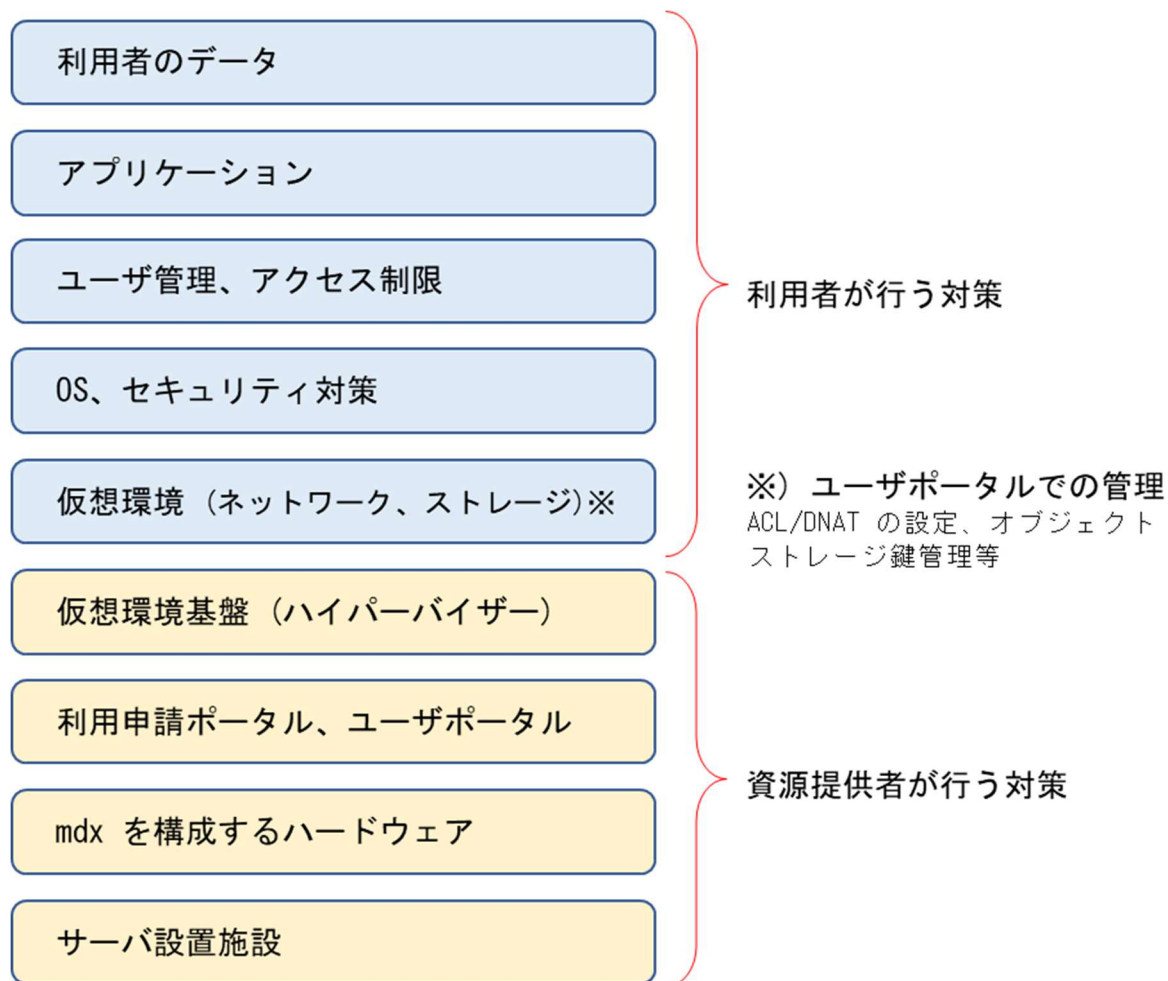 利用者のデータ
アプリケーション
ユーザ管理、アクセス制限
利用者が行う対策
OS、セキュリティ対策
仮想環境 (ネットワーク、ストレージ)※
※) ユーザポータルでの管理
ACL/DNAT の設定、オブジェクト
ストレージ鍵管理等
仮想環境基盤 (ハイパーバイザー)
利用申請ポータル、ユーザポータル
資源提供者が行う対策
mdx を構成するハードウェア
サーバ設置施設